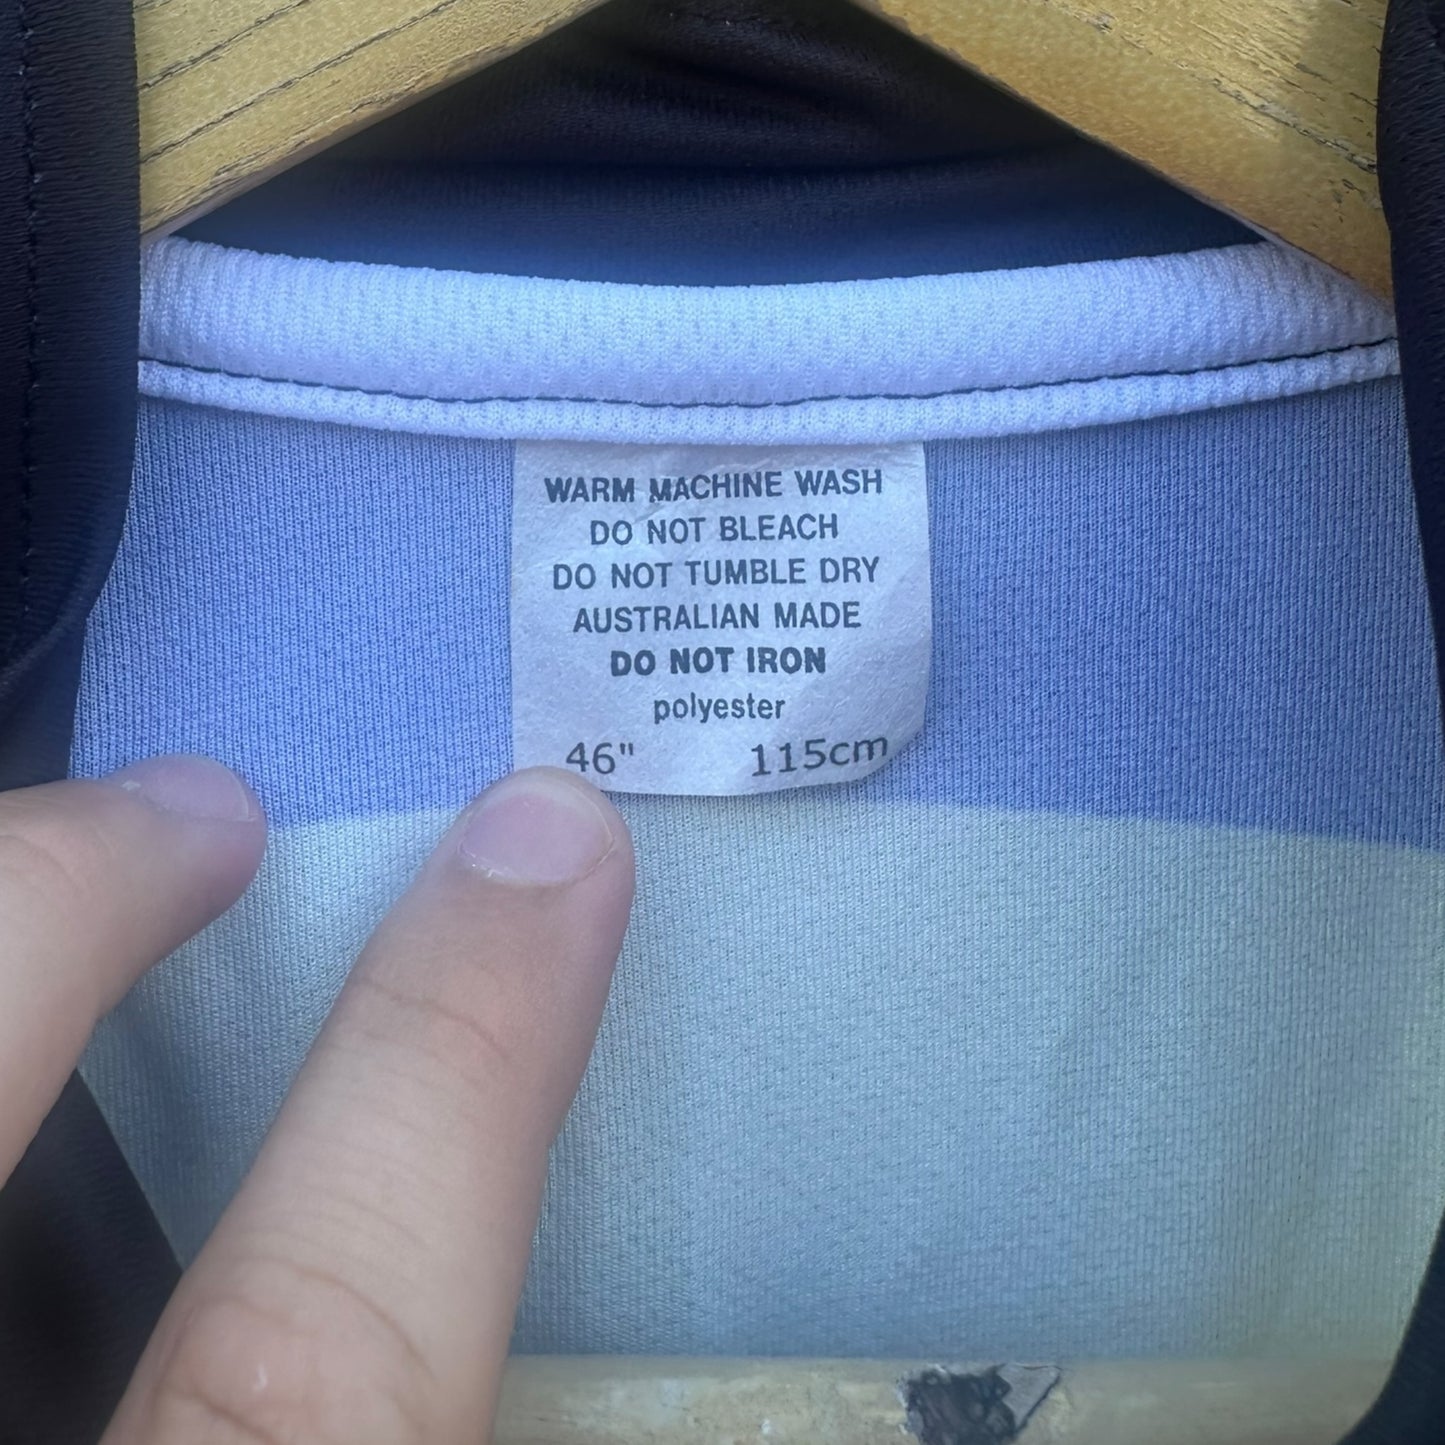 WARM MACHINE WASH
DO NOT BLEACH
DO NOT TUMBLE DRY
AUSTRALIAN MADE
DO NOT IRON
polyester
46" 115cm